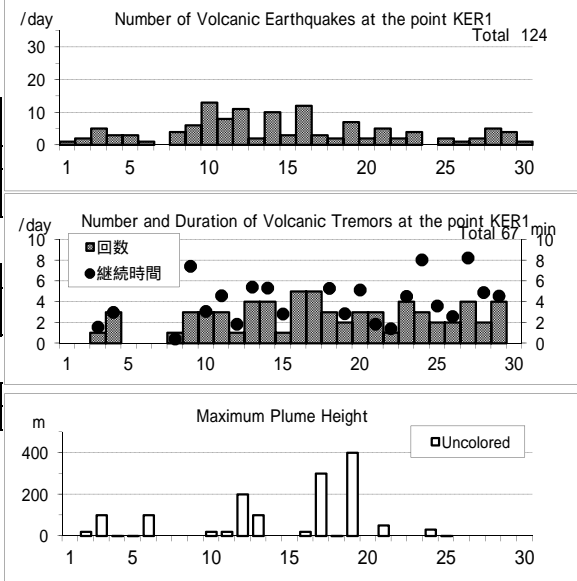 /day Number of Volcanic Earthquakes at the point KER1
Total 124
30
20
10
0
1 5 10 15 20 25 30
/day Number and Duration of Volcanic Tremors at the point KER1
Total 67 min
10 回数 10
8 継続時間 8
6 6
4 4
2 2
0 0
1 5 10 15 20 25 30
Maximum Plume Height
m
Uncolored
400
200
0
1 5 10 15 20 25 30